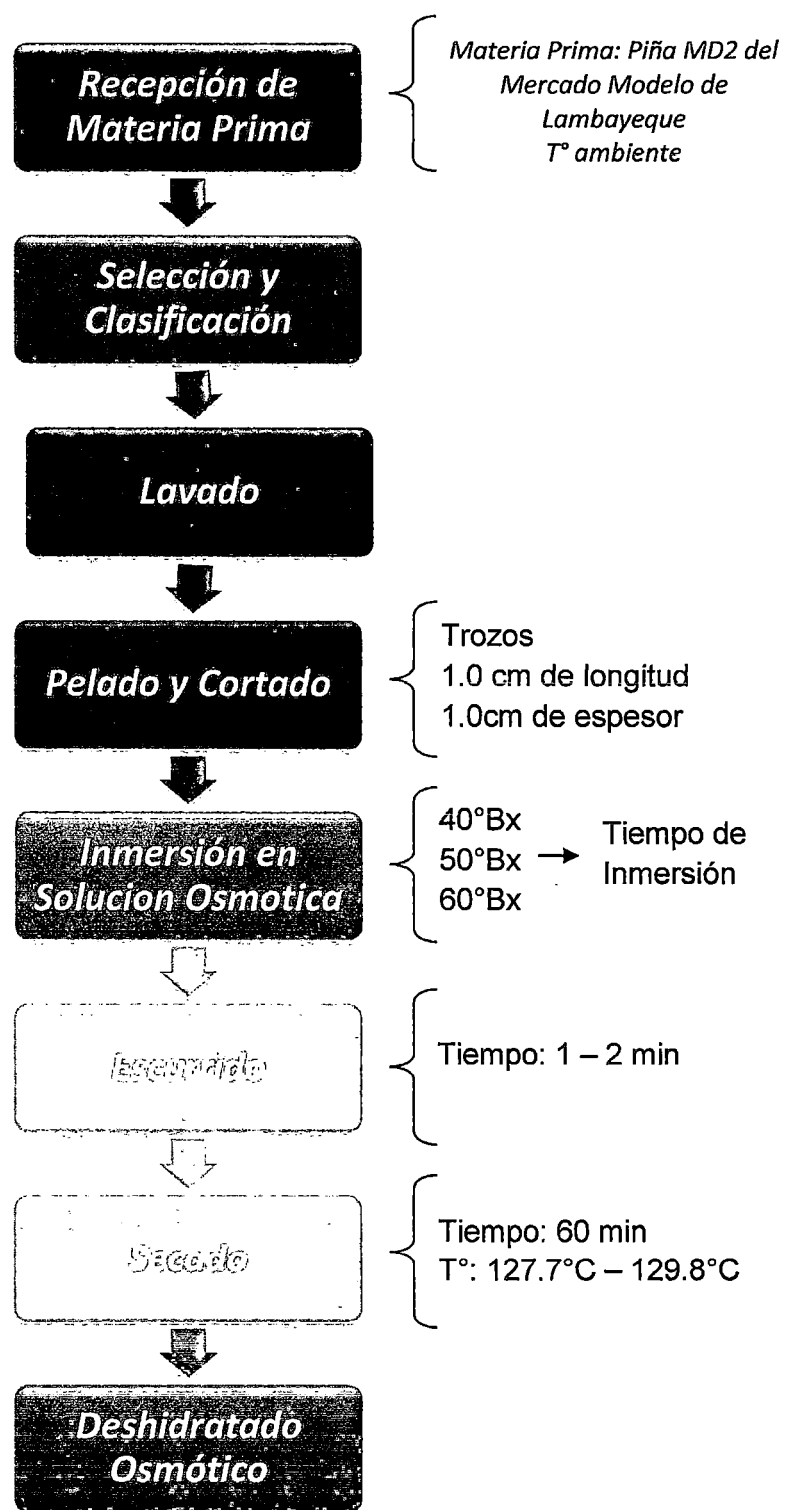 Recepción de
Materia Prima
Materia Prima: Piña MD2 del
Mercado Modelo de
Lambayeque
T° ambiente
Selección y
Clasificación
Lavado
Pelado y Cortado
Trozos
1.0 cm de longitud
1.0cm de espesor
Inmersión en
Solucion Osmotica
40°Bx
50°Bx
60°Bx
Tiempo de
Inmersión
Escurrido
Tiempo: 1 – 2 min
Secado
Tiempo: 60 min
T°: 127.7°C – 129.8°C
Deshidratado
Osmótico